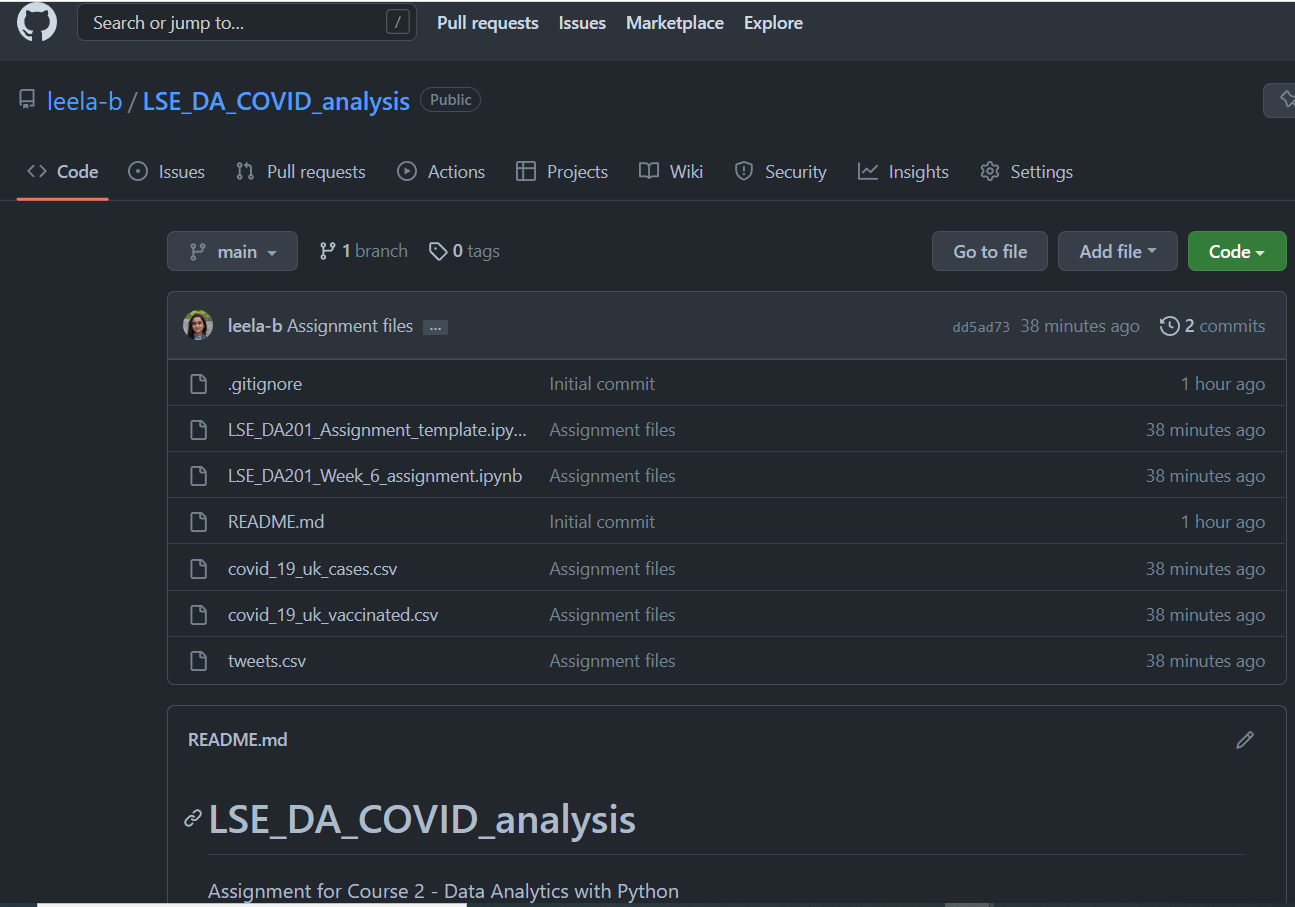 Search or jump to... / Pull requests Issues Marketplace Explore
leela-b / LSE_DA_COVID_analysis Public
<> Code Issues Pull requests Actions Projects Wiki Security Insights Settings
main 1 branch 0 tags Go to file Add file Code
leela-b Assignment files ... dd5ad73 38 minutes ago 2 commits
.gitignore Initial commit 1 hour ago
LSE_DA201_Assignment_template.ipy... Assignment files 38 minutes ago
LSE_DA201_Week_6_assignment.ipynb Assignment files 38 minutes ago
README.md Initial commit 1 hour ago
covid_19_uk_cases.csv Assignment files 38 minutes ago
covid_19_uk_vaccinated.csv Assignment files 38 minutes ago
tweets.csv Assignment files 38 minutes ago
README.md
LSE_DA_COVID_analysis
Assignment for Course 2 - Data Analytics with Python